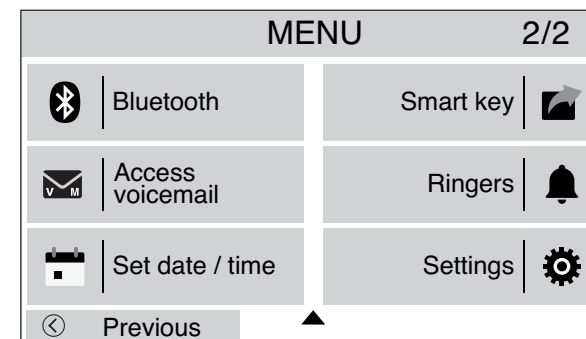 MENU 2/2
Bluetooth
Smart key
Access
voicemail
V M
Ringers
Set date / time
Settings
Previous